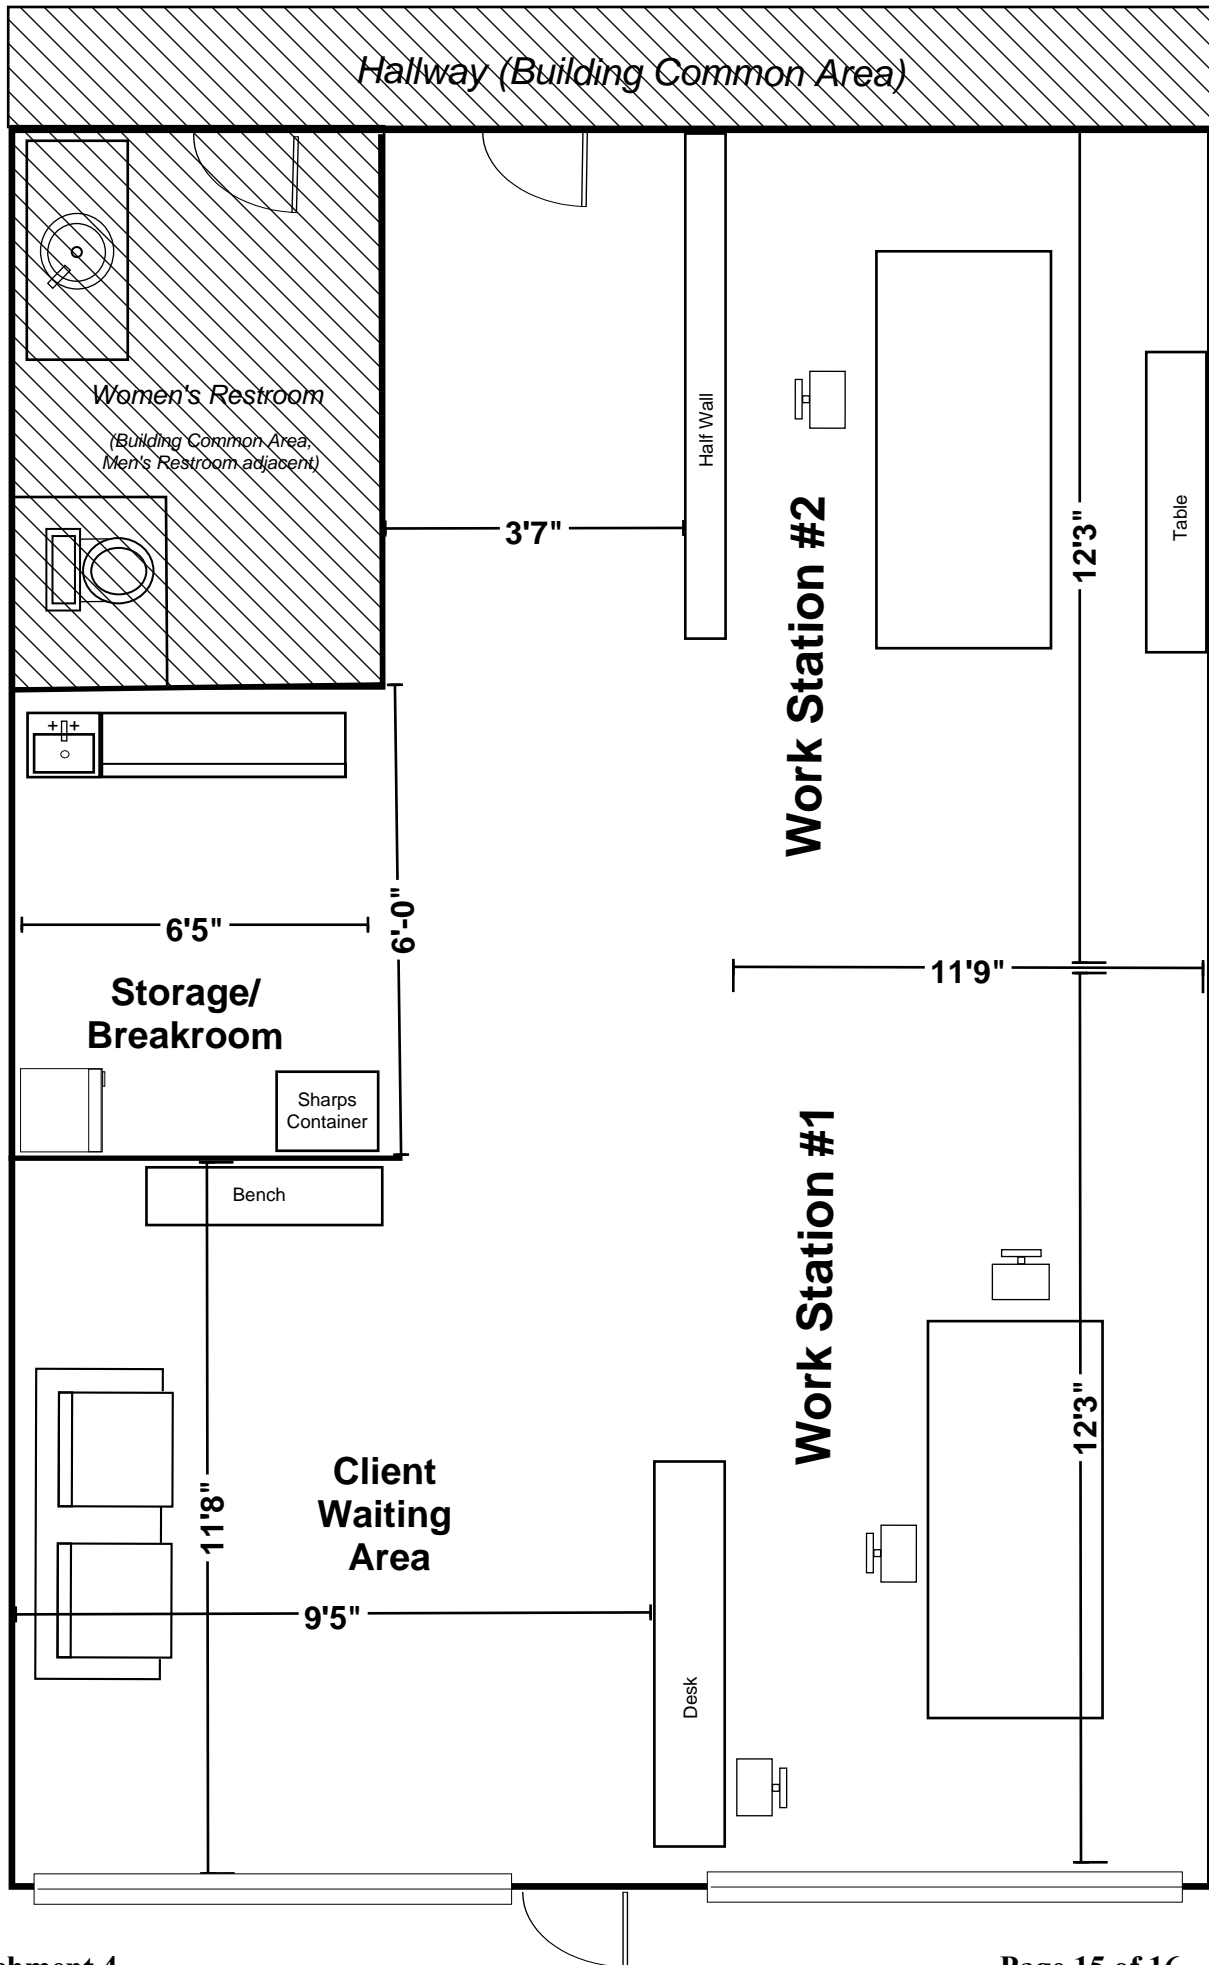 Hallway (Building Common Area)
Women's Restroom
(Building Common Area,
Men's Restroom adjacent)
Half Wall
Table
3'7"
12'3"
Work Station #2
6'5"
6'-0"
11'9"
Storage/
Breakroom
Sharps
Container
Bench
Work Station #1
12'3"
11'8"
Client
Waiting
Area
9'5"
Desk
Page 15 of 16